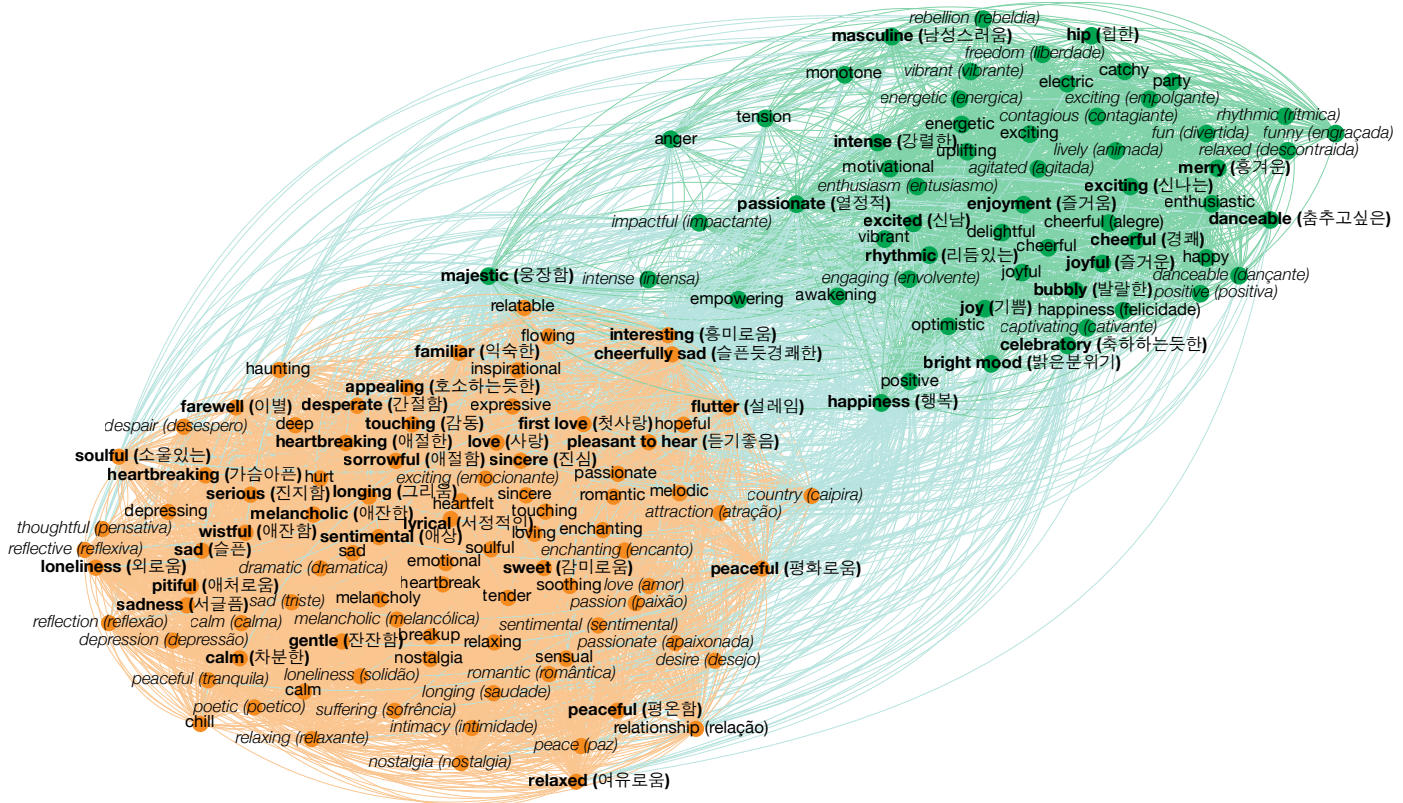 rebellion (rebeldia)
masculine (남성스러움)
hip (힙한)
freedom (liberdade)
monotone
vibrant (vibrante)
electric
catchy
party
energetic (energica)
exciting (empolgante)
tension
contagious (contagiante)
rhythmic (rítmica)
anger
energetic
exciting
fun (divertida)
funny (engraçada)
intense (강렬한)
uplifting
lively (animada)
relaxed (descontraida)
motivational
agitated (agitada)
merry (흥겨운)
enthusiasm (entusiasmo)
exciting (신나는)
passionate (열정적)
enjoyment (즐거움)
enthusiastic
impactful (impactante)
excited (신남)
cheerful (alegre)
danceable (춤추고싶은)
vibrant
delightful
cheerful
cheerful (경쾌)
rhythmic (리듬있는)
joyful (즐거운)
happy
majestic (웅장함)
intense (intensa)
engaging (envolvente)
joyful
danceable (dançante)
empowering
awakening
bubbly (발랄한)
positive (positiva)
relatable
joy (기쁨)
happiness (felicidade)
optimistic
captivating (cativante)
flowing
interesting (흥미로움)
celebratory (축하하는듯한)
familiar (익숙한)
cheerfully sad (슬픈듯경쾌한)
bright mood (밝은분위기)
haunting
inspirational
positive
appealing (호소하는듯한)
happiness (행복)
farewell (이별)
desperate (간절함)
expressive
flutter (설레임)
despair (desespero)
deep
touching (감동)
first love (첫사랑)
hopeful
heartbreaking (애절한)
love (사랑)
pleasant to hear (듣기좋음)
soulful (소울있는)
sorrowful (애절함)
sincere (진심)
heartbreaking (가슴아픈)
hurt
exciting (emocionante)
passionate
serious (진지함)
longing (그리움)
heartfelt
sincere
romantic
melodic
country (caipira)
depressing
melancholic (애잔한)
touching
attraction (atração)
thoughtful (pensativa)
wistful (애잔함)
lyrical (서정적인)
sentimental (애상)
loving
enchanting
reflective (reflexiva)
sad (슬픈)
sad
soulful
enchanting (encanto)
loneliness (외로움)
dramatic (dramatica)
emotional
sweet (감미로움)
peaceful (평화로움)
pitiful (애처로움)
heartbreak
soothing
love (amor)
sadness (서글픔)
sad (triste)
melancholy
tender
passion (paixão)
reflection (reflexão)
calm (calma)
melancholic (melancólica)
sentimental (sentimental)
depression (depressão)
gentle (잔잔함)
breakup
relaxing
passionate (apaixonada)
calm (차분한)
nostalgia
sensual
desire (desejo)
peaceful (tranquila)
loneliness (solidão)
romantic (romântica)
calm
longing (saudade)
poetic (poetico)
suffering (sofrência)
peaceful (평온함)
chill
intimacy (intimidade)
relationship (relação)
relaxing (relaxante)
peace (paz)
nostalgia (nostalgia)
relaxed (여유로움)